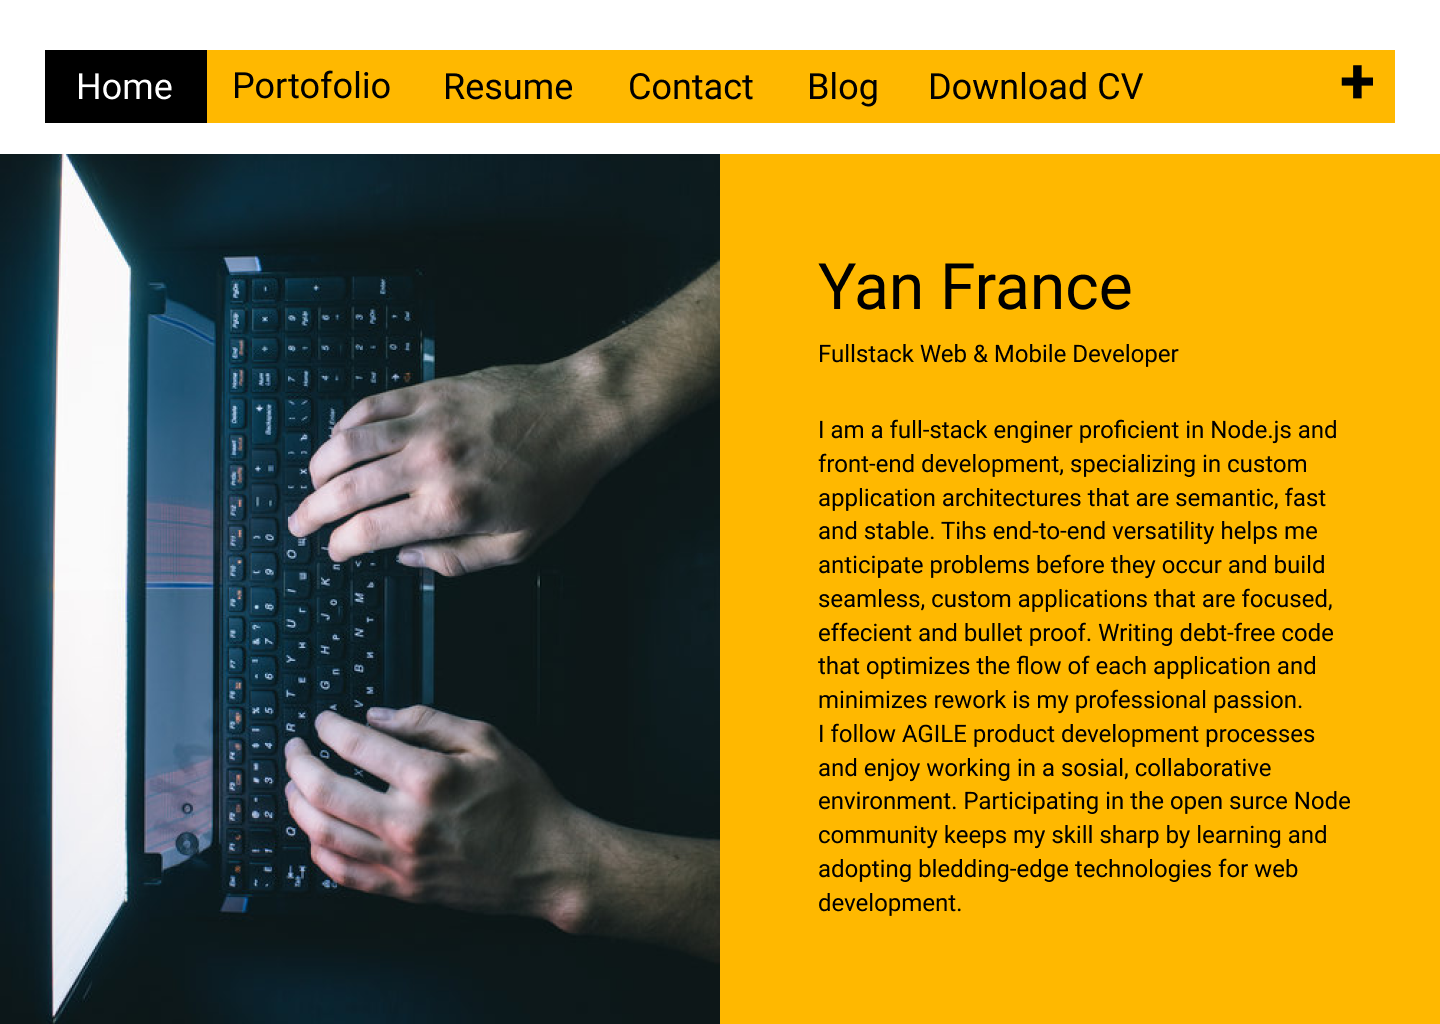 Home Portofolio Resume Contact Blog Download CV +
Yan France
Fullstack Web & Mobile Developer
I am a full-stack enginer proficient in Node.js and
front-end development, specializing in custom
application architectures that are semantic, fast
and stable. Tihs end-to-end versatility helps me
anticipate problems before they occur and build
seamless, custom applications that are focused,
effecient and bullet proof. Writing debt-free code
that optimizes the flow of each application and
minimizes rework is my professional passion.
I follow AGILE product development processes
and enjoy working in a sosial, collaborative
environment. Participating in the open surce Node
community keeps my skill sharp by learning and
adopting bledding-edge technologies for web
development.